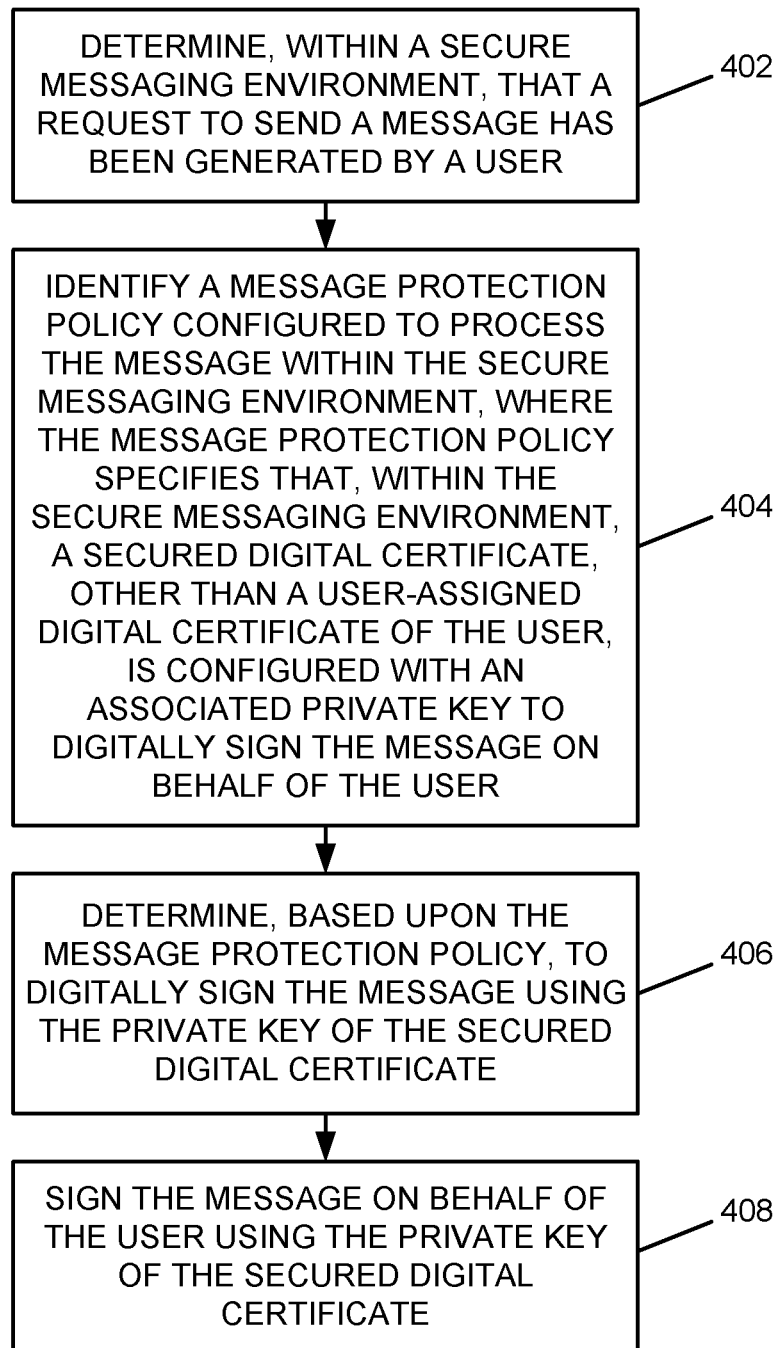 DETERMINE, WITHIN A SECURE
MESSAGING ENVIRONMENT, THAT A
REQUEST TO SEND A MESSAGE HAS
BEEN GENERATED BY A USER
402
IDENTIFY A MESSAGE PROTECTION
POLICY CONFIGURED TO PROCESS
THE MESSAGE WITHIN THE SECURE
MESSAGING ENVIRONMENT, WHERE
THE MESSAGE PROTECTION POLICY
SPECIFIES THAT, WITHIN THE
SECURE MESSAGING ENVIRONMENT,
A SECURED DIGITAL CERTIFICATE,
OTHER THAN A USER-ASSIGNED
DIGITAL CERTIFICATE OF THE USER,
IS CONFIGURED WITH AN
ASSOCIATED PRIVATE KEY TO
DIGITALLY SIGN THE MESSAGE ON
BEHALF OF THE USER
404
DETERMINE, BASED UPON THE
MESSAGE PROTECTION POLICY, TO
DIGITALLY SIGN THE MESSAGE USING
THE PRIVATE KEY OF THE SECURED
DIGITAL CERTIFICATE
406
SIGN THE MESSAGE ON BEHALF OF
THE USER USING THE PRIVATE KEY
OF THE SECURED DIGITAL
CERTIFICATE
408